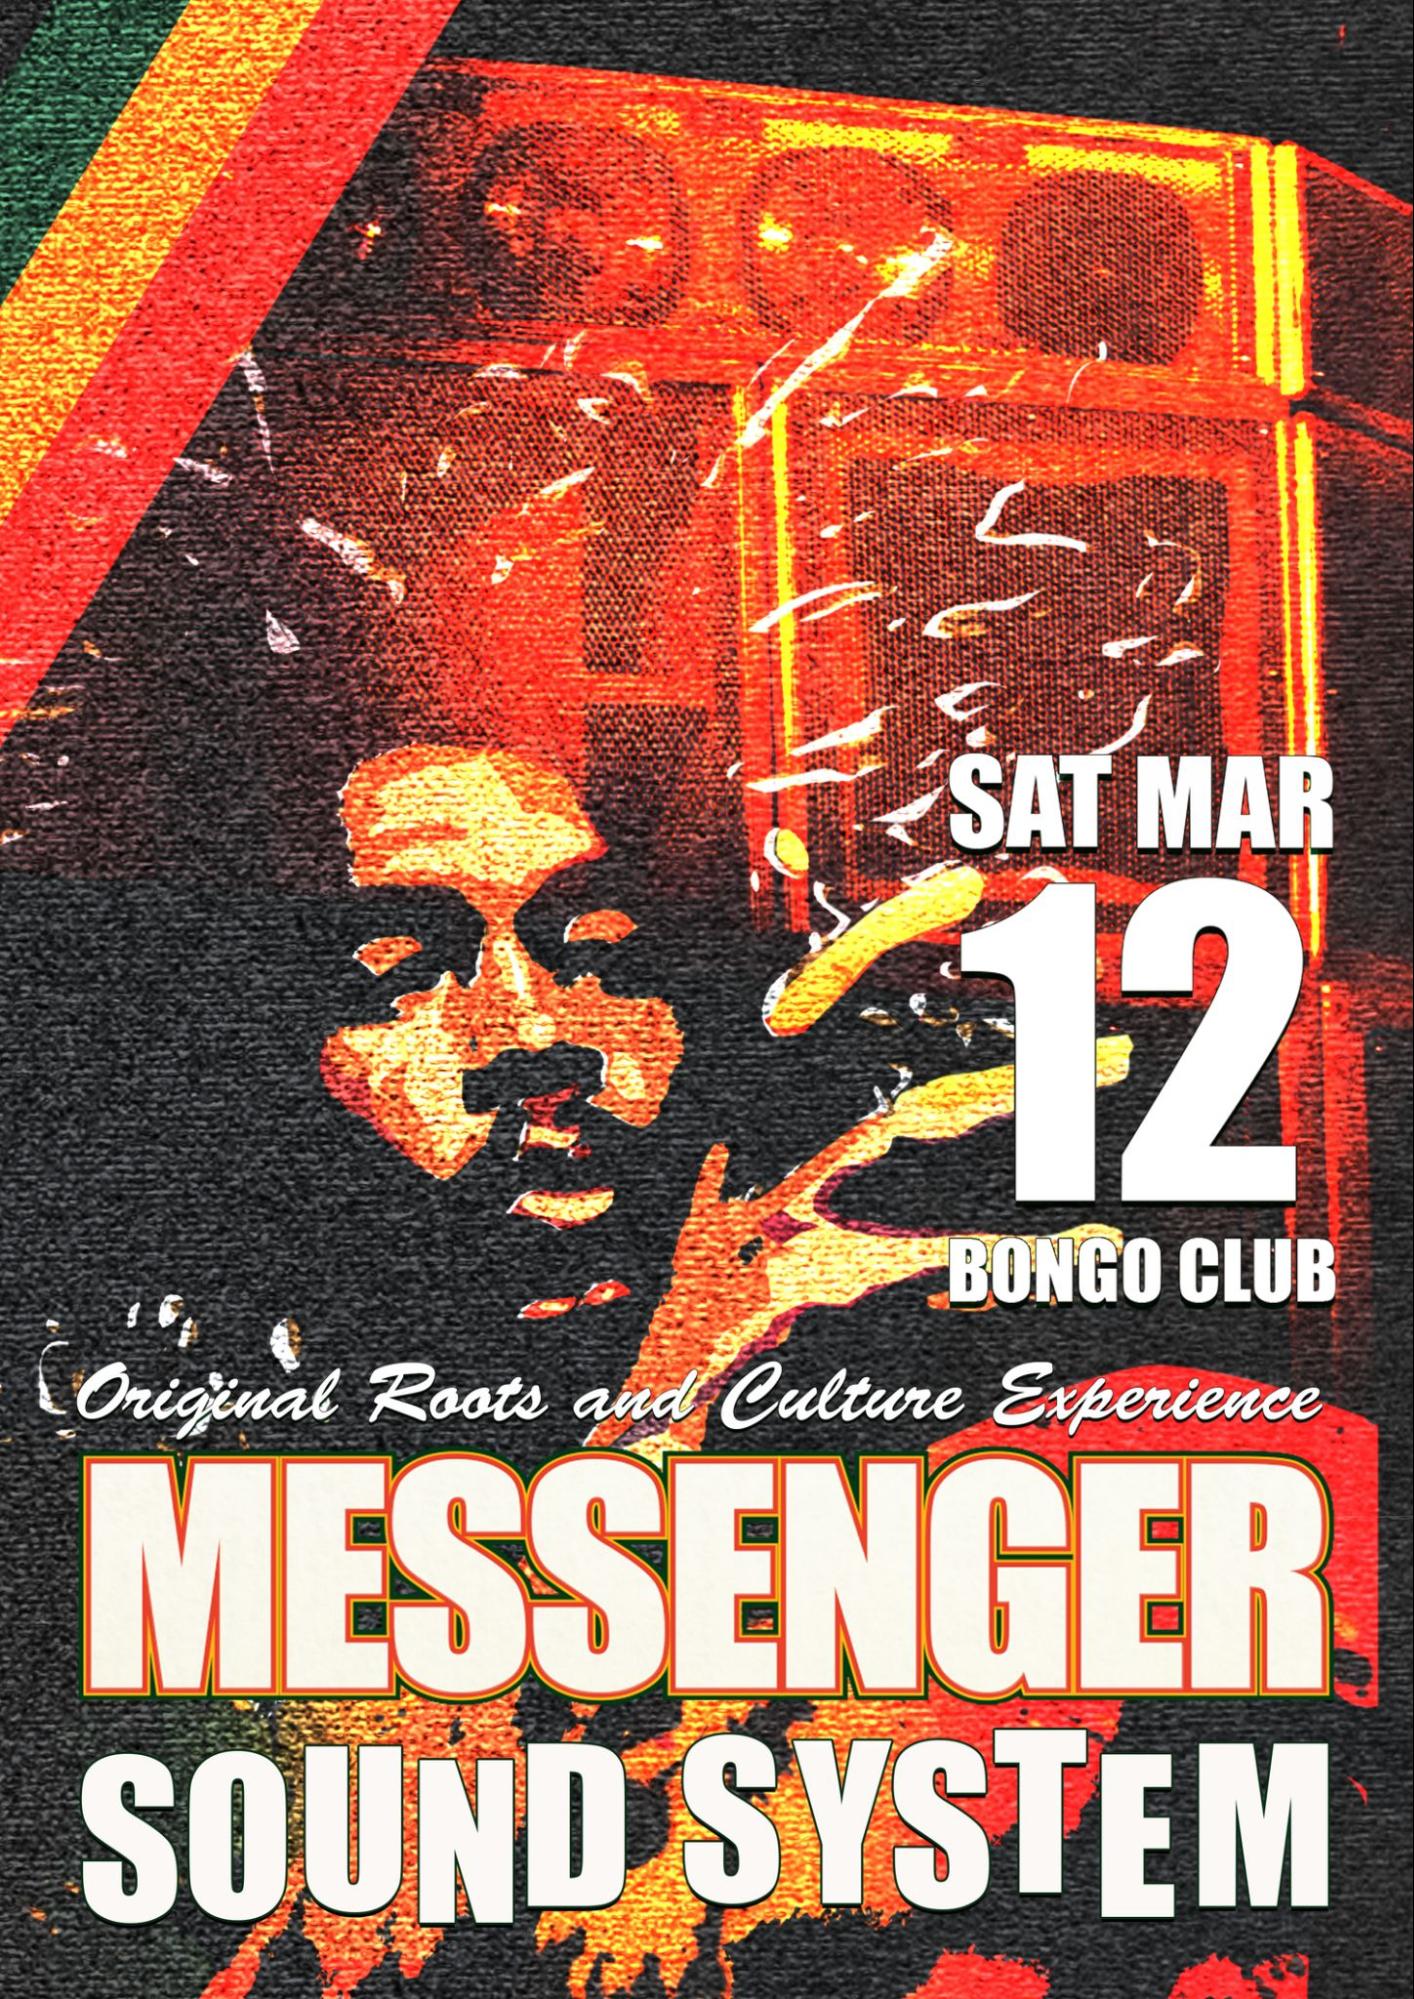 SAT MAR
12
BONGO CLUB
Original Roots and Culture Experience
MESSENGER
SOUND SYSTEM